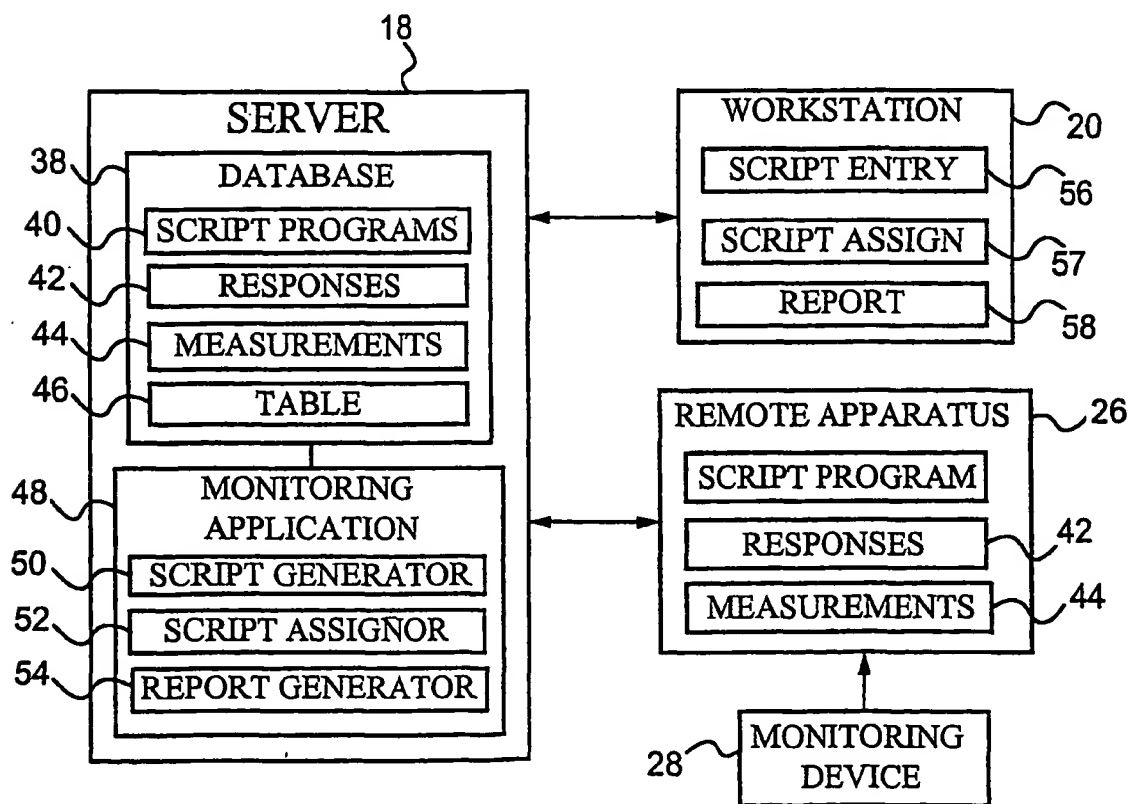 18
SERVER
38
DATABASE
40
SCRIPT PROGRAMS
42
RESPONSES
44
MEASUREMENTS
46
TABLE
48
MONITORING
APPLICATION
50
SCRIPT GENERATOR
52
SCRIPT ASSIGNOR
54
REPORT GENERATOR
WORKSTATION
20
SCRIPT ENTRY
56
SCRIPT ASSIGN
57
REPORT
58
REMOTE APPARATUS
26
SCRIPT PROGRAM
RESPONSES
42
MEASUREMENTS
44
28
MONITORING
DEVICE